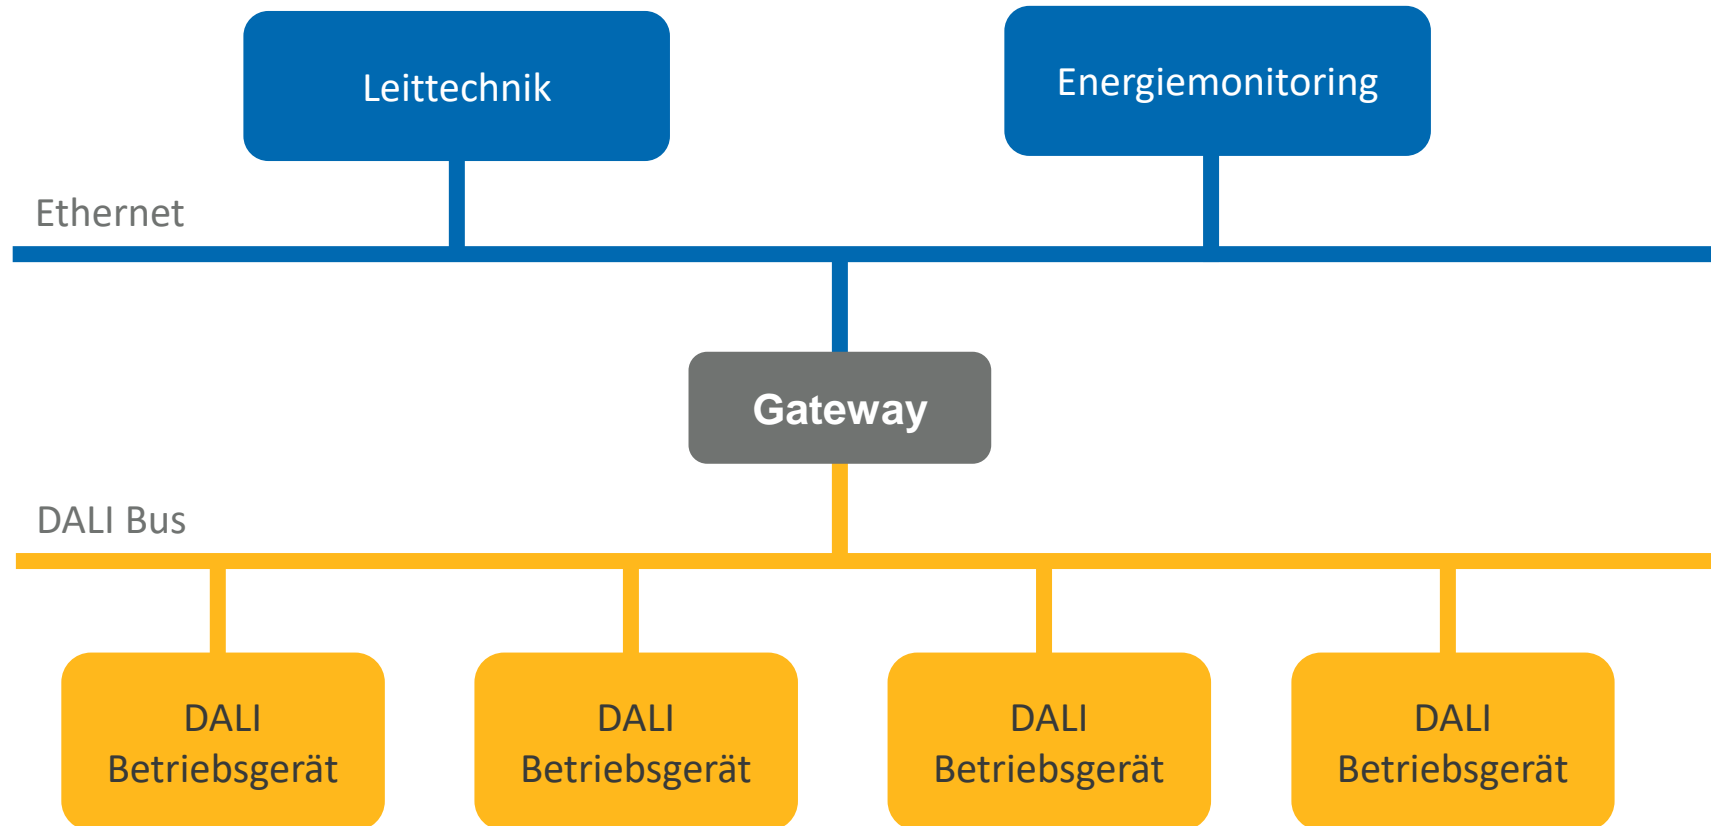 Leittechnik
Energiemonitoring
Ethernet
Gateway
DALI Bus
DALI
Betriebsgerät
DALI
Betriebsgerät
DALI
Betriebsgerät
DALI
Betriebsgerät